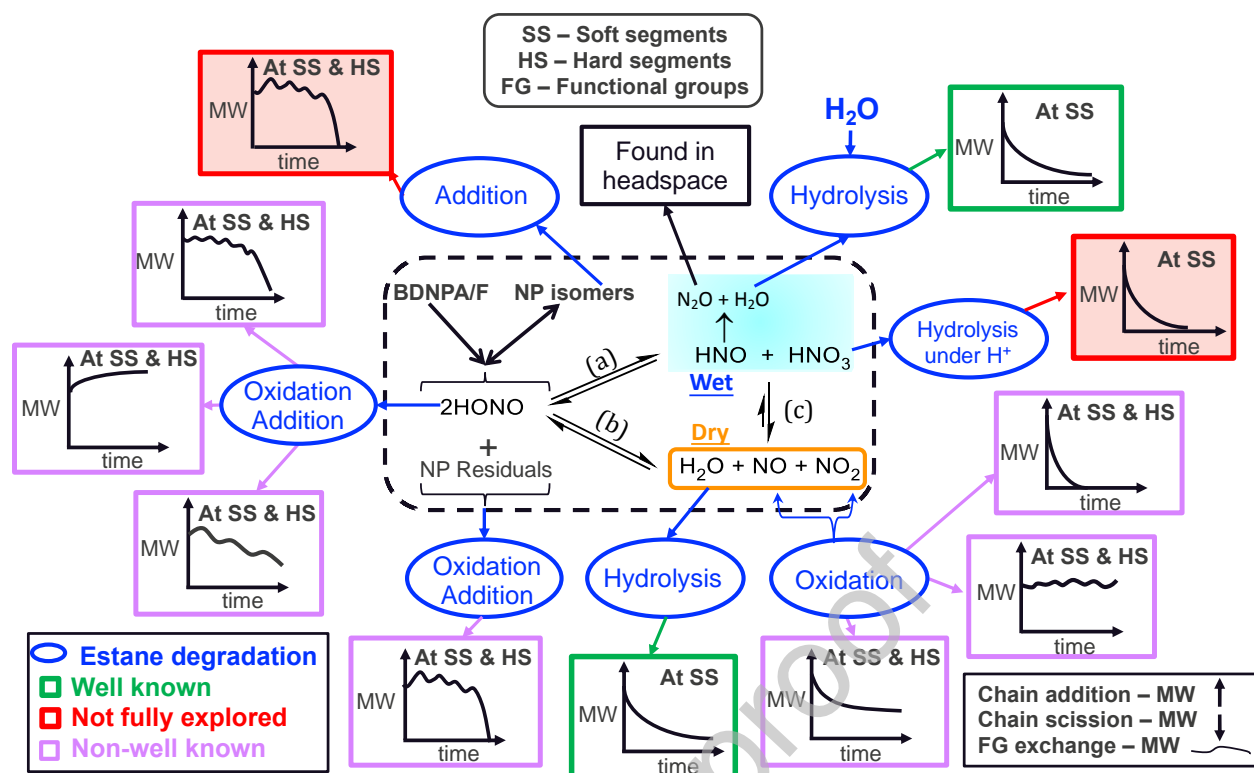 SS – Soft segments
HS – Hard segments
FG – Functional groups
At SS & HS
MW
time
Addition
Found in
headspace
H₂O
Hydrolysis
At SS
MW
time
At SS & HS
MW
time
BDNPA/F
NP isomers
N₂O + H₂O
HNO + HNO₃
Wet
Hydrolysis
under H⁺
At SS
MW
time
At SS & HS
MW
time
Oxidation
Addition
2HONO
+
NP Residuals
(a)
(b)
(c)
Dry
H₂O + NO + NO₂
At SS & HS
MW
time
At SS & HS
MW
time
Oxidation
Addition
Hydrolysis
Oxidation
At SS & HS
MW
time
At SS & HS
MW
time
At SS
MW
time
At SS & HS
MW
time
Estane degradation
Well known
Not fully explored
Non-well known
Chain addition – MW
Chain scission – MW
FG exchange – MW
proof